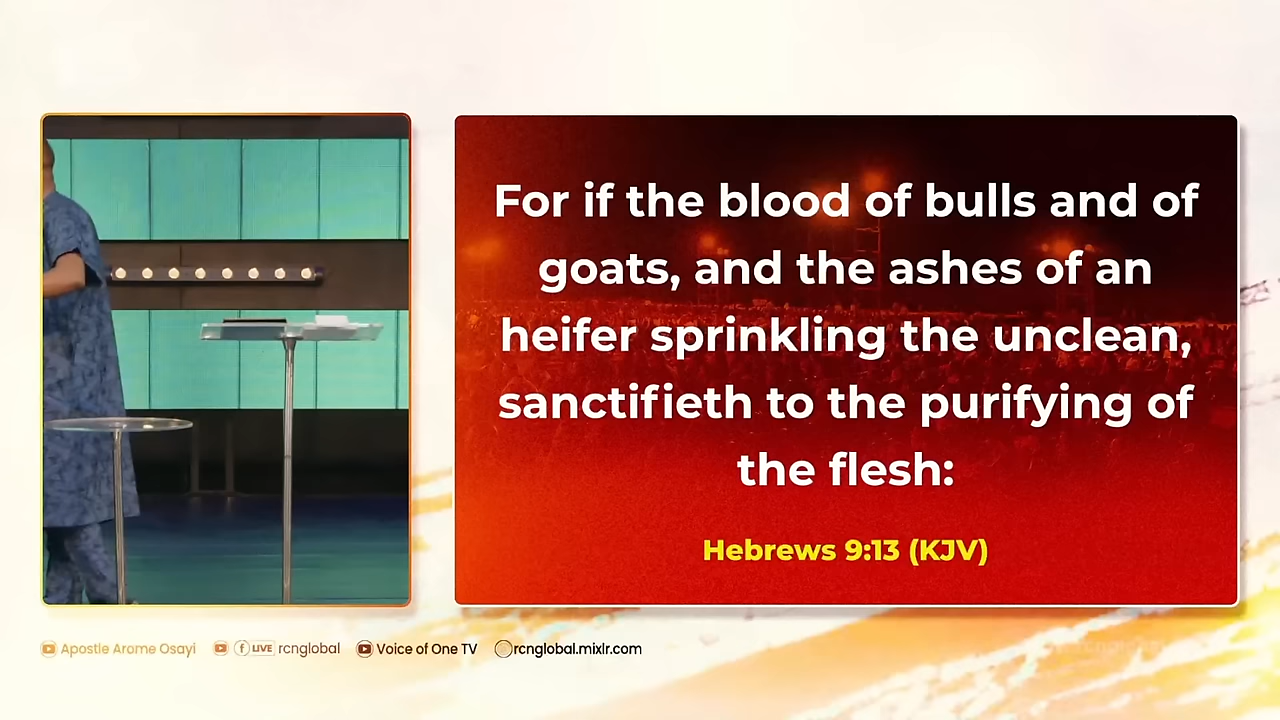 For if the blood of bulls and of
goats, and the ashes of an
heifer sprinkling the unclean,
sanctifieth to the purifying of
the flesh:
Hebrews 9:13 (KJV)
Apostle Arome Osayi f LIVE rcnglobal Voice of One TV rcnglobal.mixlr.com